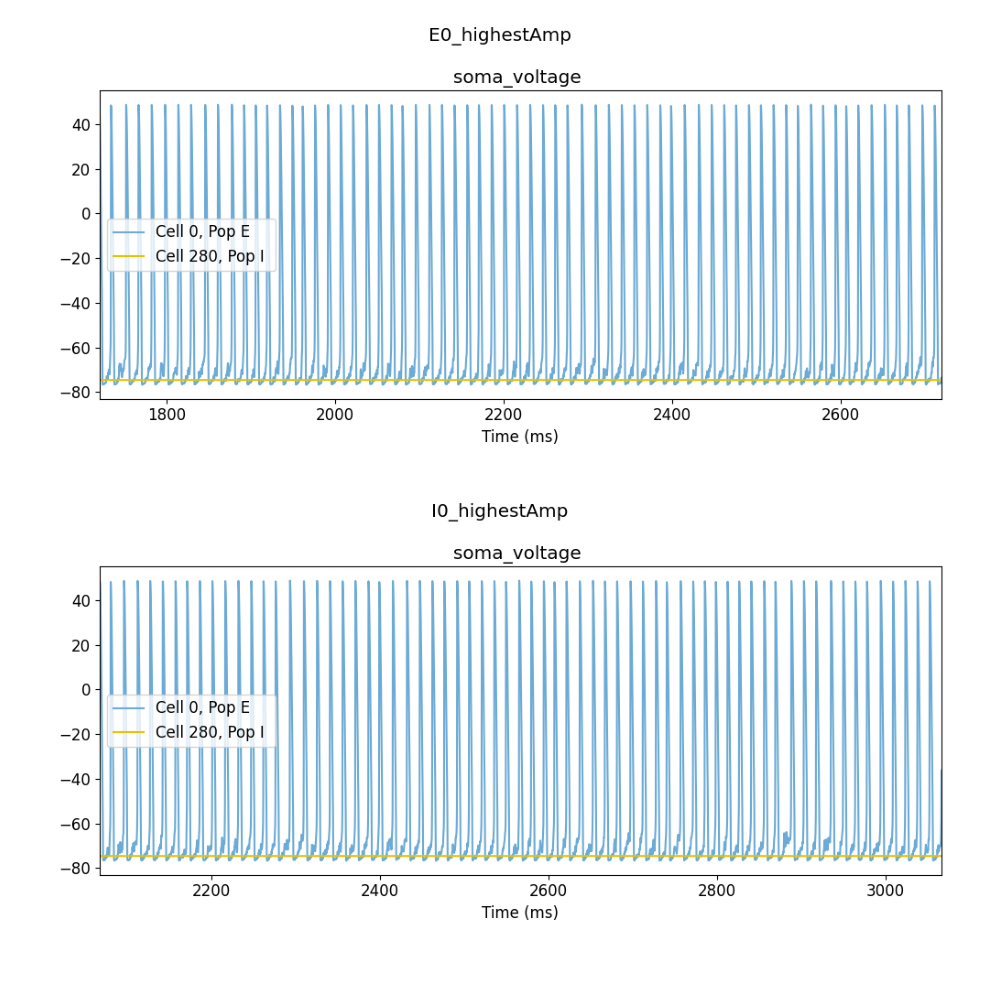 E0_highestAmp
soma_voltage
40
20
0
−20
−40
−60
−80
Cell 0, Pop E
Cell 280, Pop I
1800 2000 2200 2400 2600
Time (ms)
I0_highestAmp
soma_voltage
40
20
0
−20
−40
−60
−80
Cell 0, Pop E
Cell 280, Pop I
2200 2400 2600 2800 3000
Time (ms)